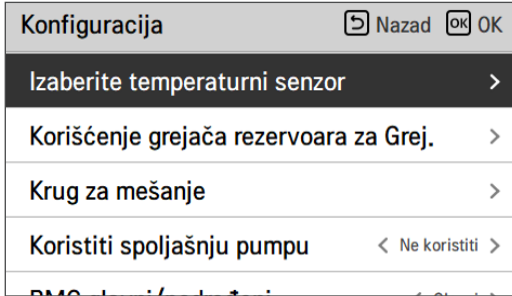 Konfiguracija Nazad OK OK
Izaberite temperaturni senzor >
Korišćenje grejača rezervoara za Grej. >
Krug za mešanje >
Koristiti spoljašnju pumpu < Ne koristiti >